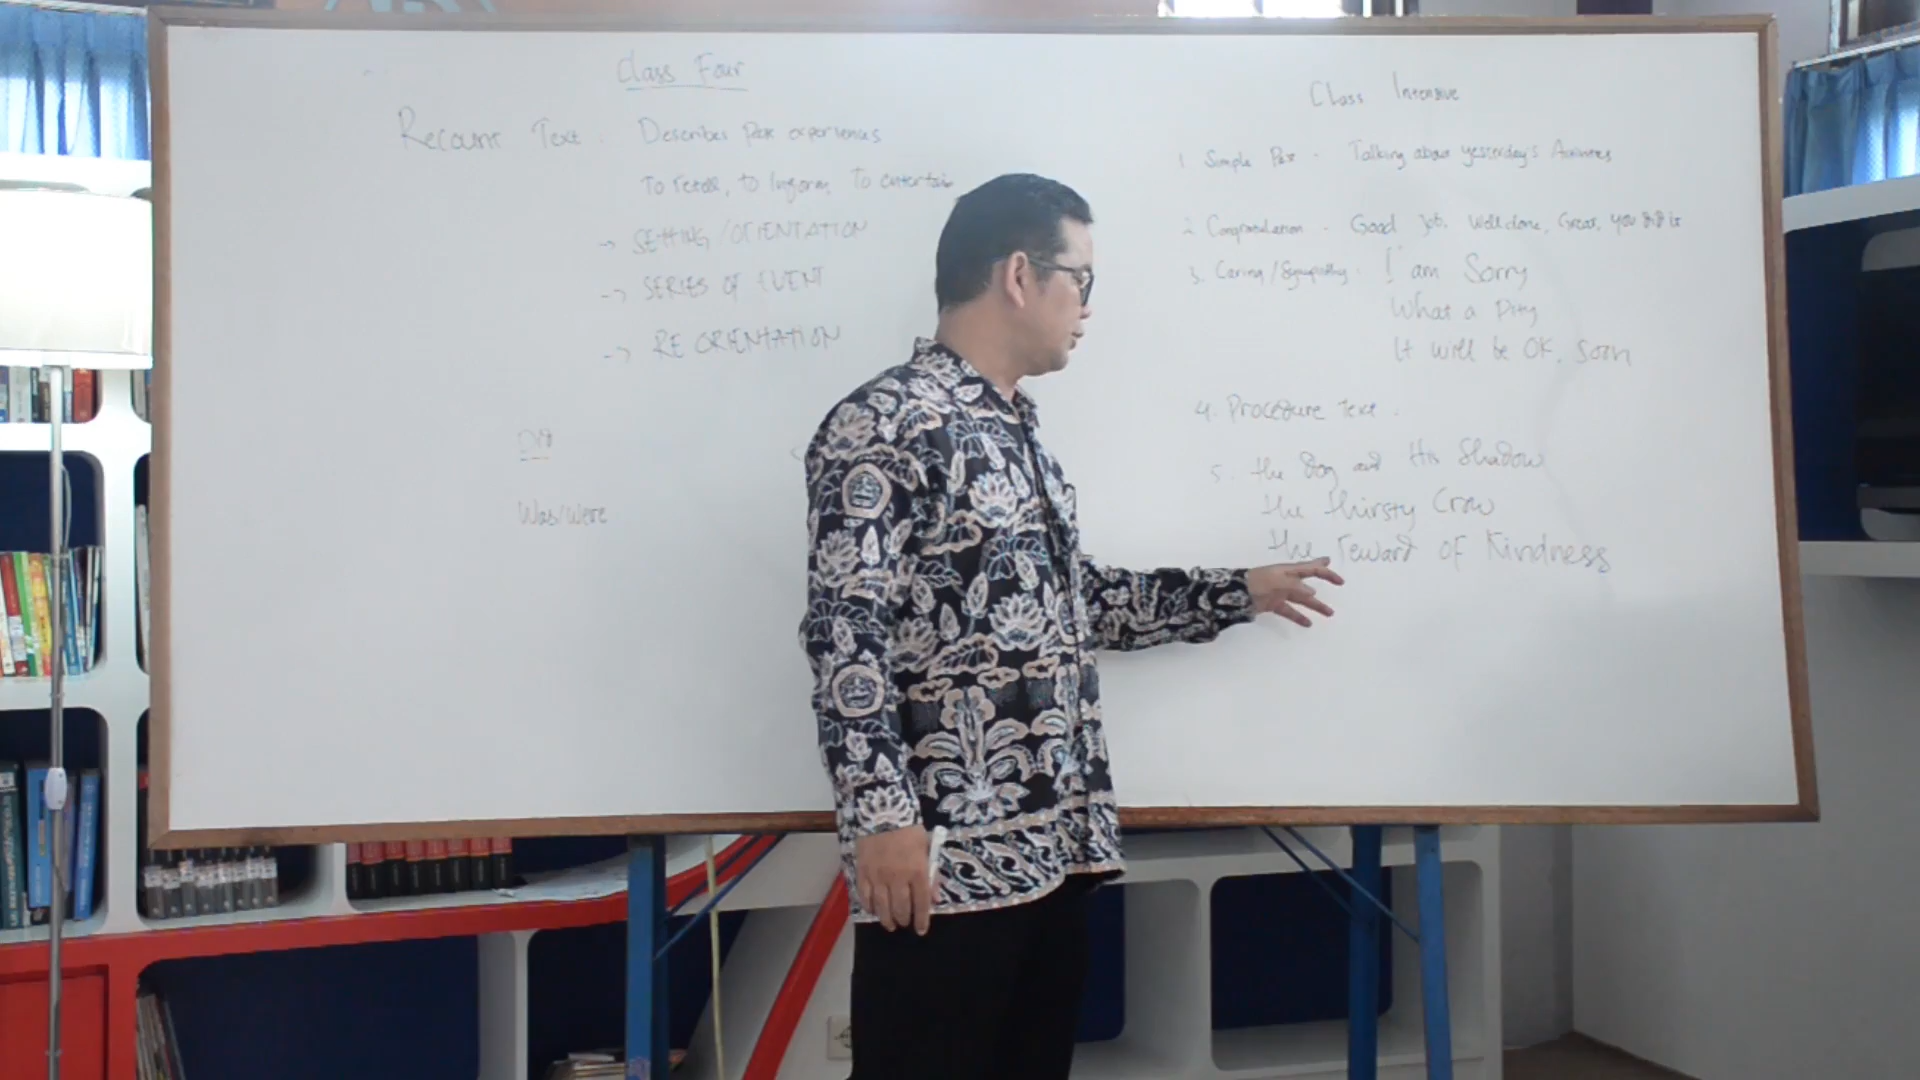 Class Four
Recount Text . Describes Past experiences
To retell, to inform, To entertain
-> SETTING / ORIENTATION
-> SERIES OF EVENT
-> RE ORIENTATION
Did
Was/Were
Class Intensive
1 Simple Past - Talking about yesterday's Activities
2 Congratulation - Good job, Well done, Great, you did it
3. Caring / Sympathy . I am Sorry
What a Pity
It will be OK, Soon
4. Procedure Text .
5. The Dog and His Shadow
the thirsty Crow
the reward of Kindness